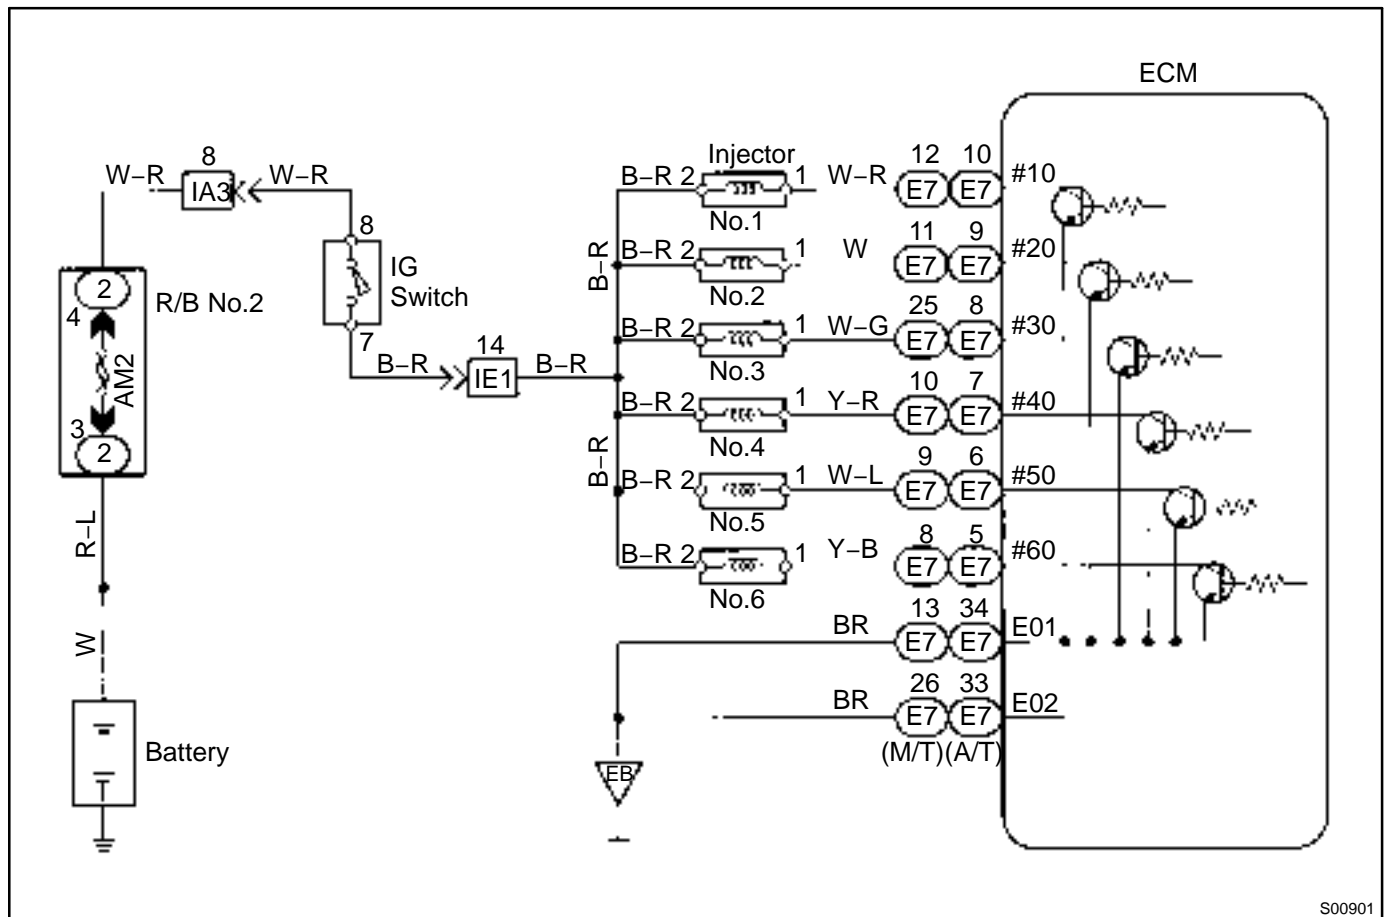 ECM
8
W–R
IA3
W–R
8
IG
Switch
7
2
4
AM2
3
2
R/B No.2
R–L
W
Battery
B–R
14
IE1
B–R
B–R
B–R
Injector
B–R 2
1
W–R
12
10
E7
E7
#10
No.1
B–R 2
1
W
11
9
E7
E7
#20
No.2
B–R 2
1
W–G
25
8
E7
E7
#30
No.3
B–R 2
1
Y–R
10
7
E7
E7
#40
No.4
B–R 2
1
W–L
9
6
E7
E7
#50
No.5
B–R 2
1
Y–B
8
5
E7
E7
#60
No.6
BR
13
34
E7
E7
E01
BR
26
33
E7
E7
E02
(M/T)(A/T)
EB
S00901